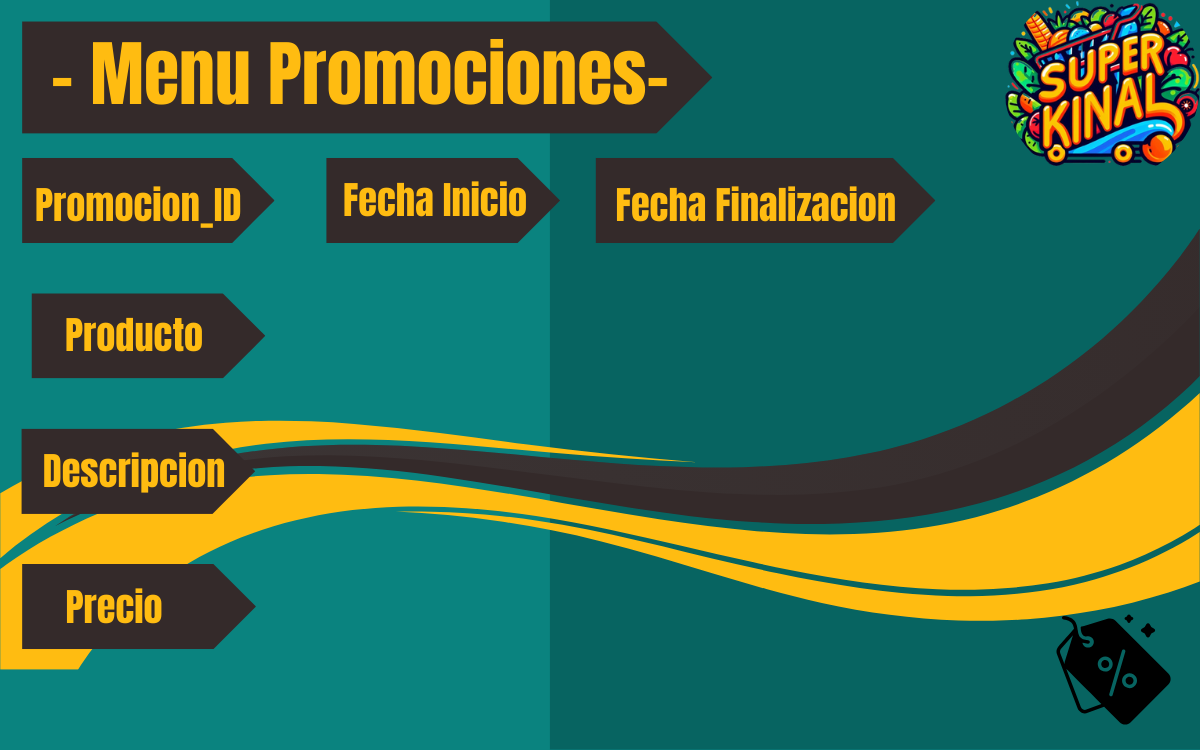 - Menu Promociones-
SUPER
KINAL
Promocion_ID
Fecha Inicio
Fecha Finalizacion
Producto
Descripcion
Precio
%